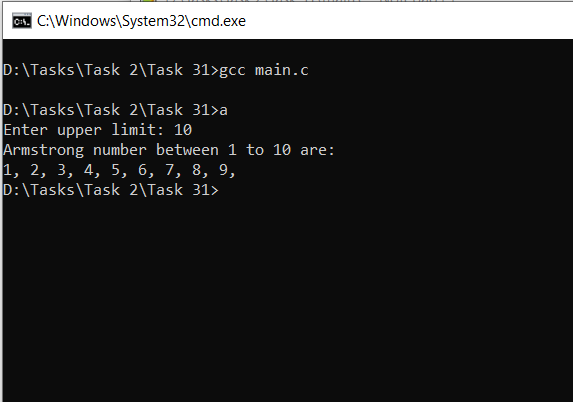 C:\Windows\System32\cmd.exe
D:\Tasks\Task 2\Task 31>gcc main.c
D:\Tasks\Task 2\Task 31>a
Enter upper limit: 10
Armstrong number between 1 to 10 are:
1, 2, 3, 4, 5, 6, 7, 8, 9,
D:\Tasks\Task 2\Task 31>